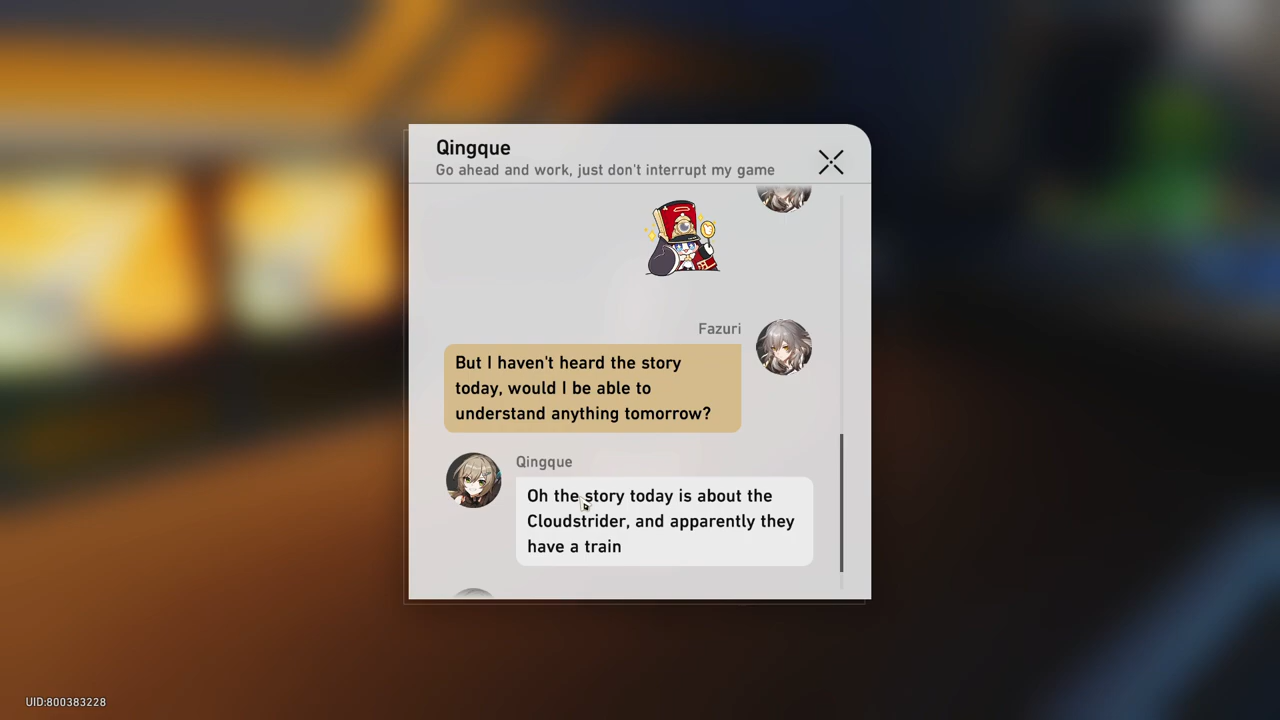 Qingque
Go ahead and work, just don't interrupt my game
Fazuri
But I haven't heard the story
today, would I be able to
understand anything tomorrow?
Qingque
Oh the story today is about the
Cloudstrider, and apparently they
have a train
UID:800383228